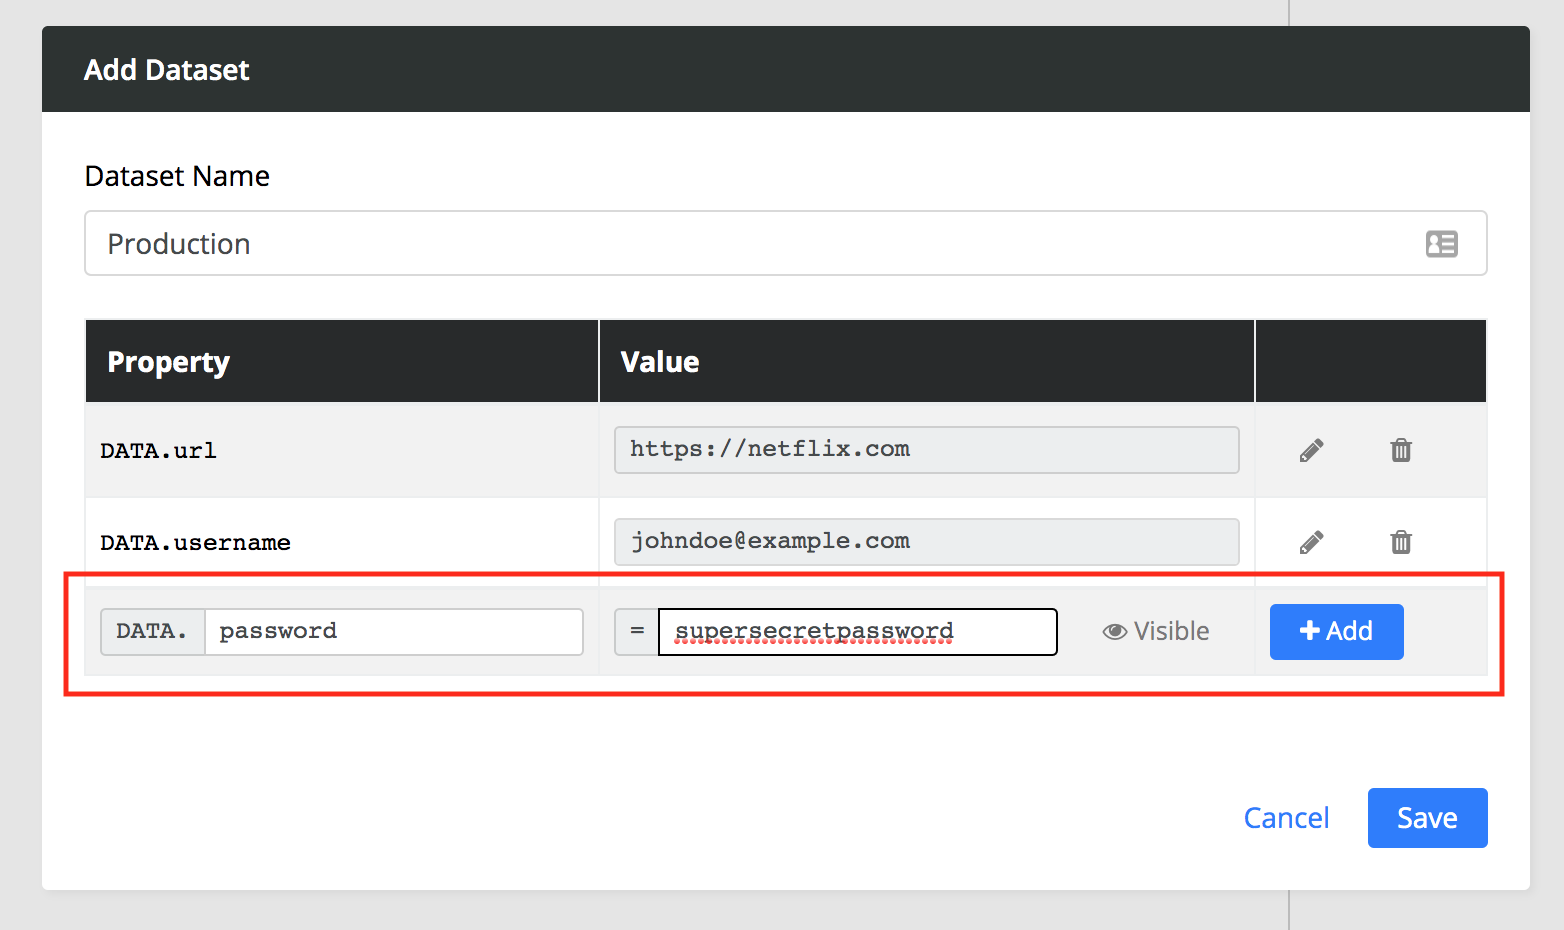 Add Dataset
Dataset Name
Production
Property Value
DATA.url https://netflix.com
DATA.username johndoe@example.com
DATA. password = supersecretpassword Visible + Add
Cancel Save